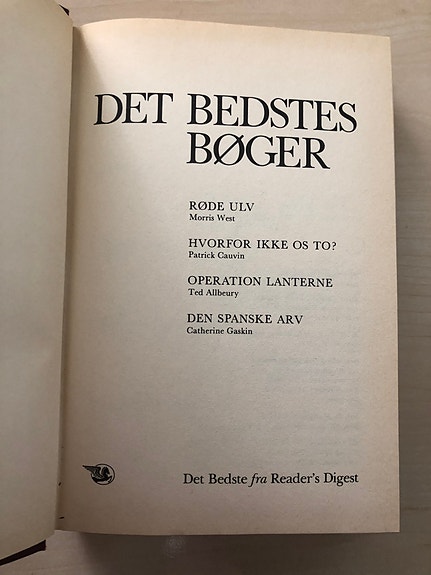 DET BEDSTES
BØGER
RØDE ULV
Morris West
HVORFOR IKKE OS TO?
Patrick Cauvin
OPERATION LANTERNE
Ted Allbeury
DEN SPANSKE ARV
Catherine Gaskin
Det Bedste fra Reader's Digest